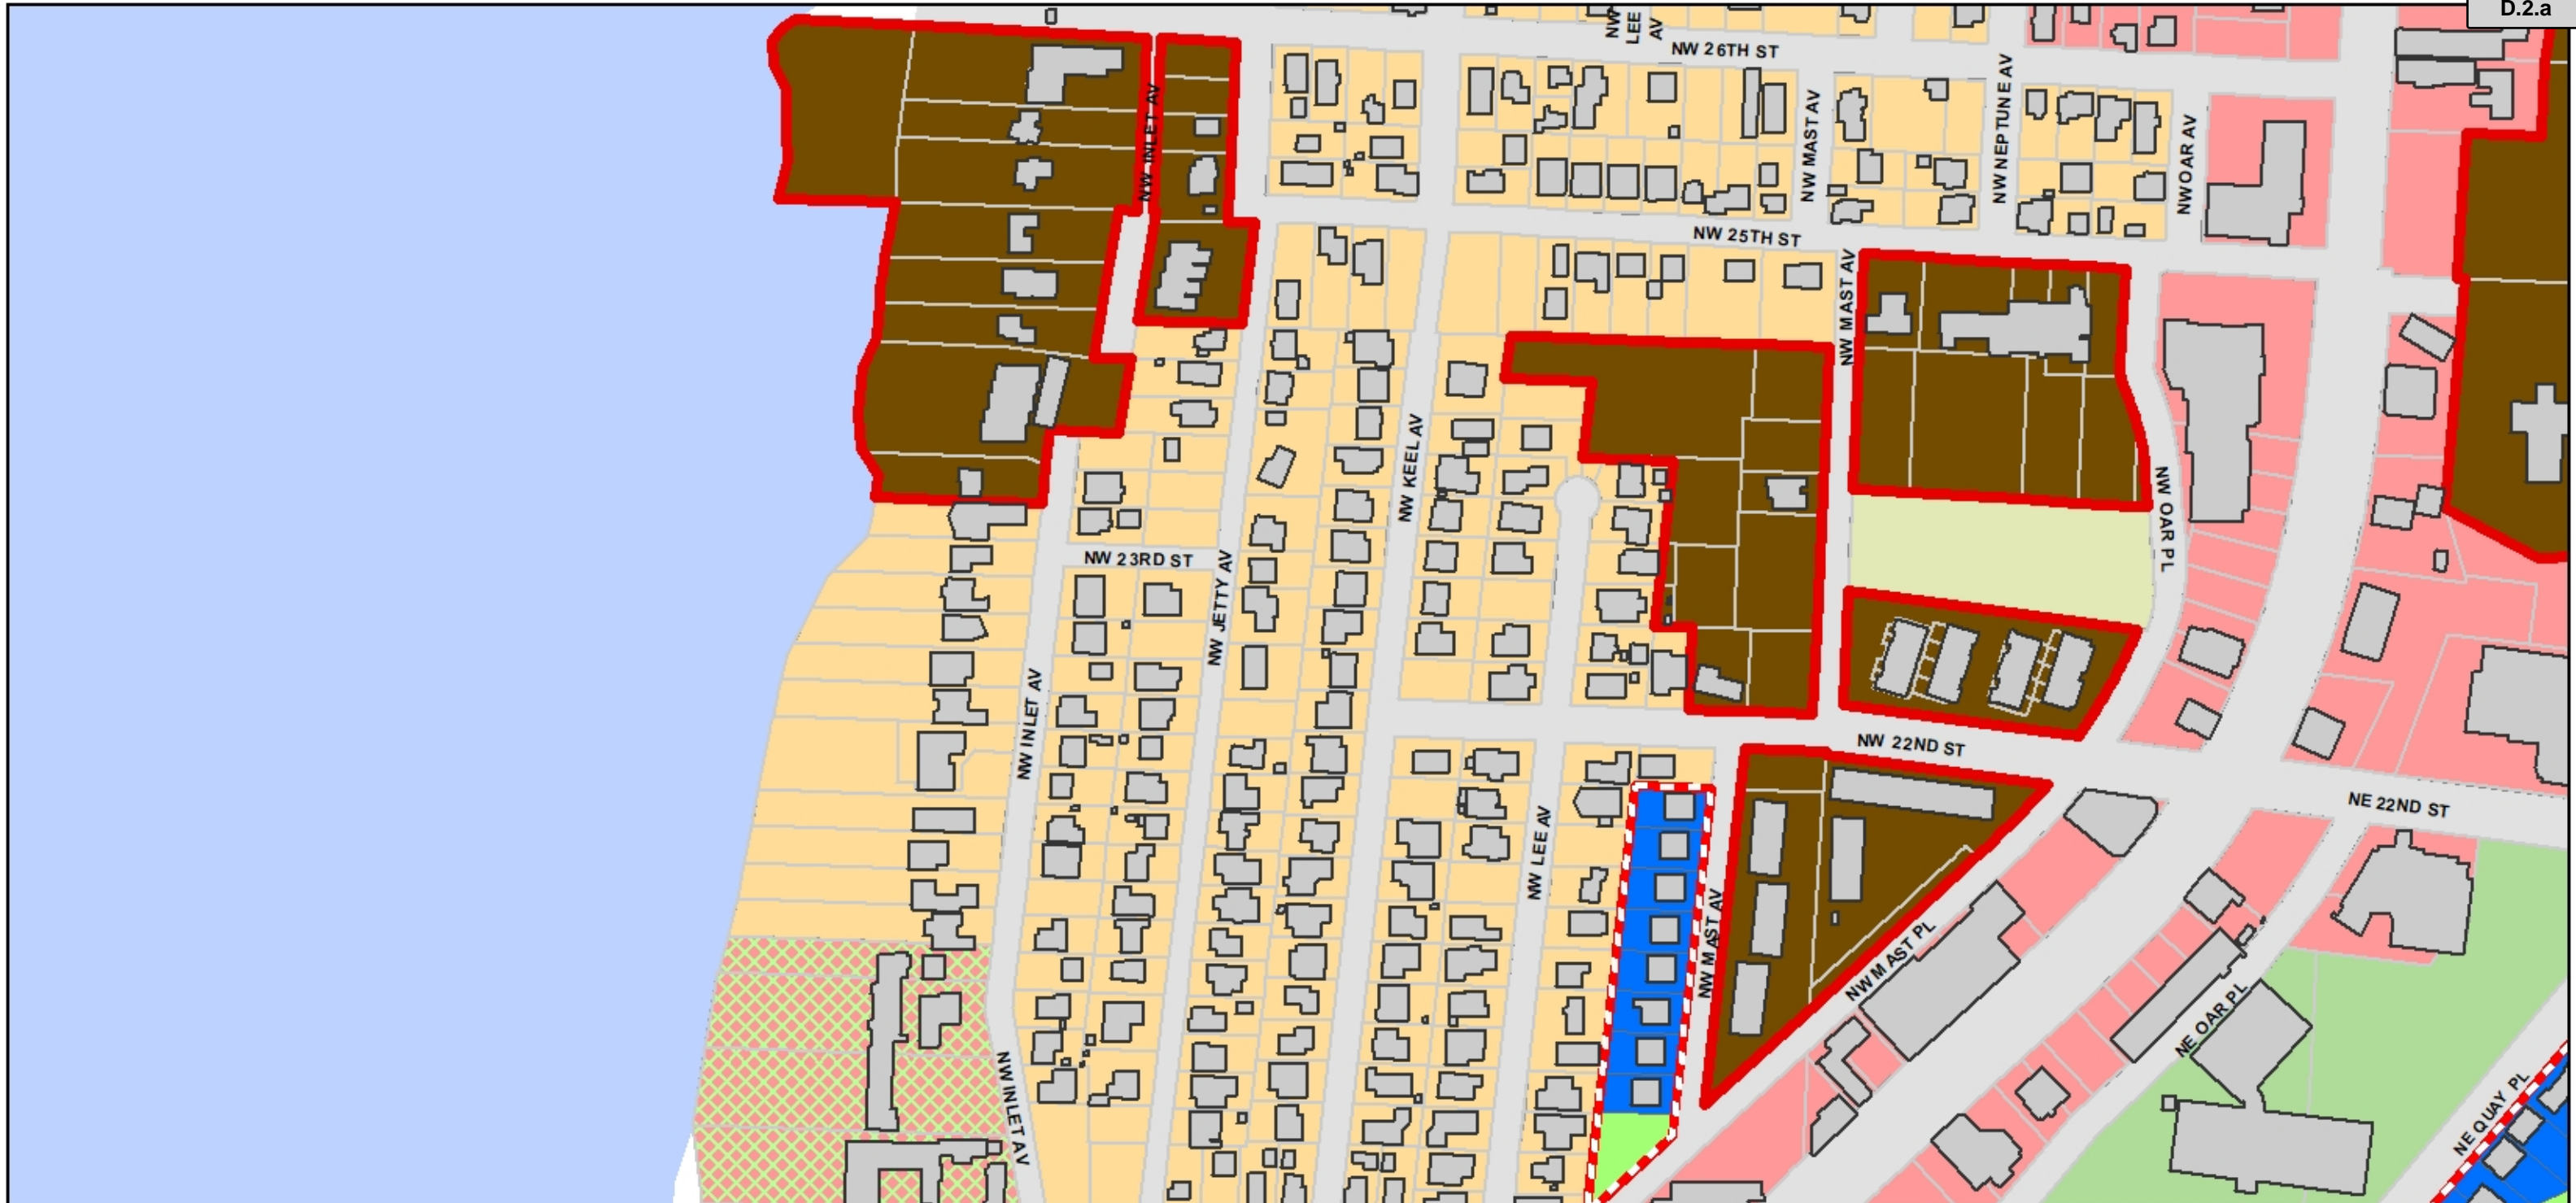 D.2.a
NW
LEE
AV
NW 26TH ST
NW INLET AV
NW MAST AV
NW NEPTUNE AV
NW OAR AV
NW 25TH ST
NW MAST AV
NW KEEL AV
NW OAR PL
NW 23RD ST
NW JETTY AV
NW INLET AV
NW 22ND ST
NE 22ND ST
NW LEE AV
NW MAST AV
NW MAST PL
NE OAR PL
NW INLET AV
NE QUAY PL